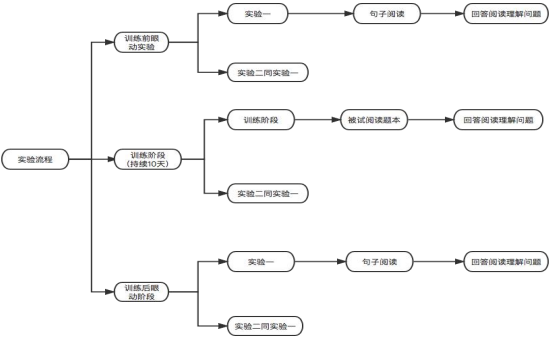 实验流程
训练前眼
动实验
实验一
句子阅读
回答阅读理解问题
实验二同实验一
训练阶段
(持续10天)
训练阶段
被试阅读题本
回答阅读理解问题
实验二同实验一
训练后眼
动阶段
实验一
句子阅读
回答阅读理解问题
实验二同实验一